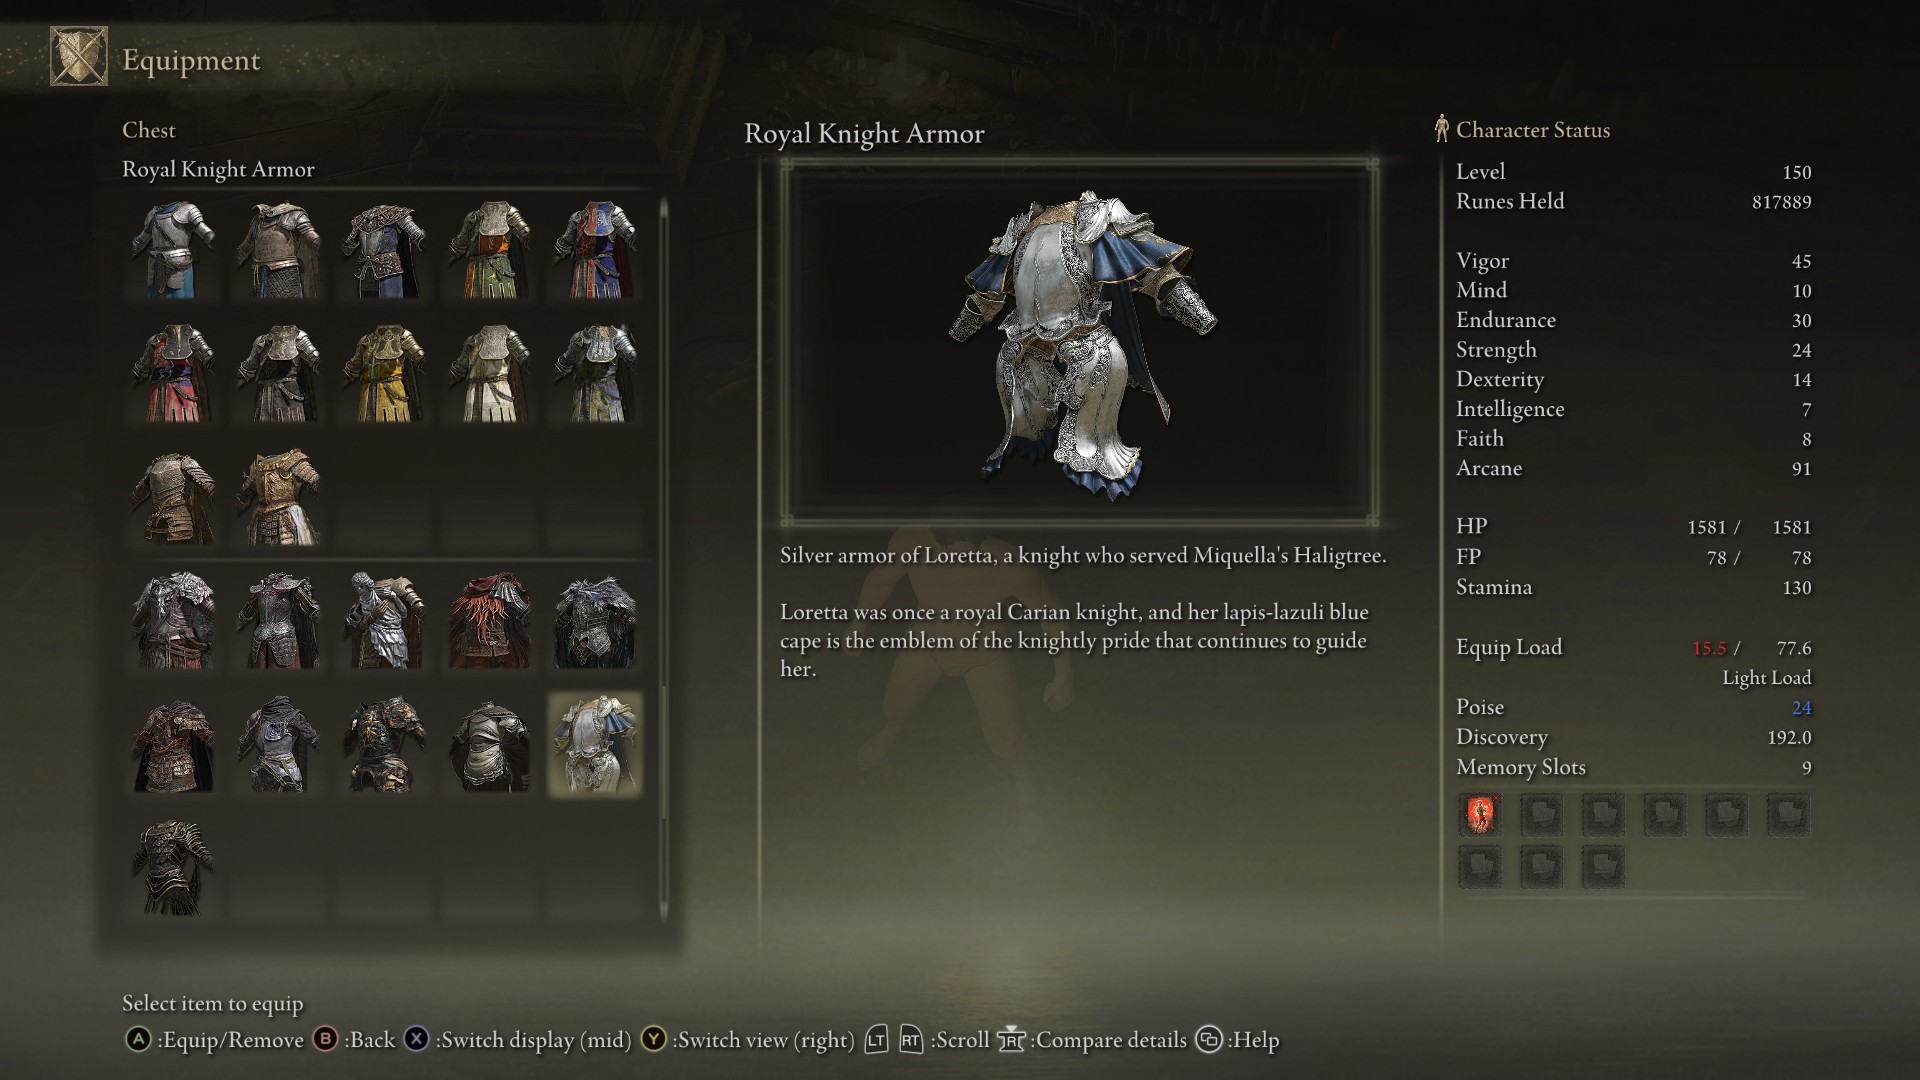 Equipment
Chest
Royal Knight Armor
Royal Knight Armor
Silver armor of Loretta, a knight who served Miquella's Haligtree.
Loretta was once a royal Carian knight, and her lapis-lazuli blue
cape is the emblem of the knightly pride that continues to guide
her.
Character Status
Level 150
Runes Held 817889
Vigor 45
Mind 10
Endurance 30
Strength 24
Dexterity 14
Intelligence 7
Faith 8
Arcane 91
HP 1581 / 1581
FP 78 / 78
Stamina 130
Equip Load 15.5 / 77.6
Light Load
Poise 24
Discovery 192.0
Memory Slots 9
Select item to equip
A :Equip/Remove B :Back X :Switch display (mid) Y :Switch view (right) LT RT :Scroll R :Compare details :Help